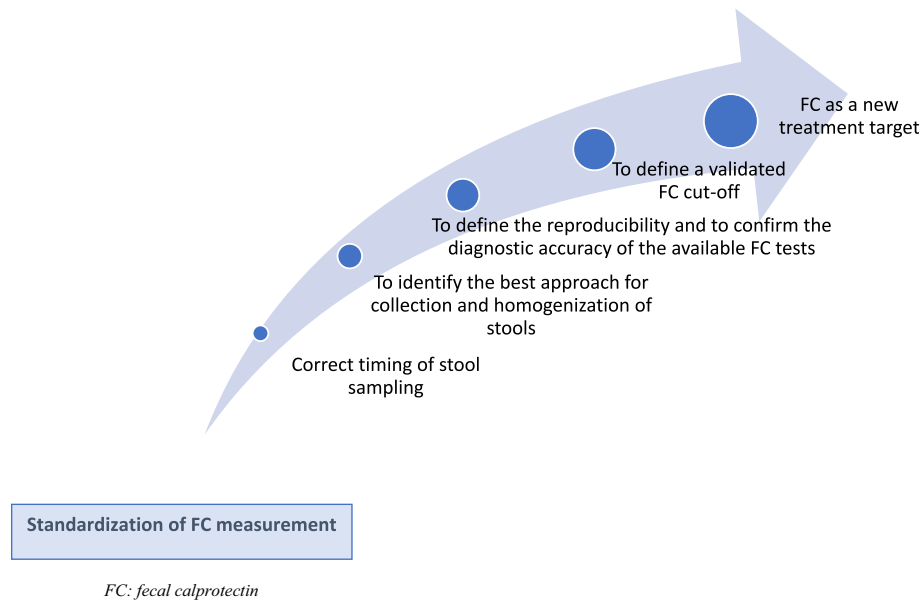 FC as a new
treatment target
To define a validated
FC cut-off
To define the reproducibility and to confirm the
diagnostic accuracy of the available FC tests
To identify the best approach for
collection and homogenization of
stools
Correct timing of stool
sampling
Standardization of FC measurement
FC: fecal calprotectin